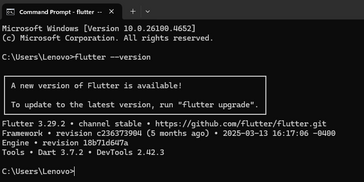 Command Prompt - flutter --
Microsoft Windows [Version 10.0.26100.4652]
(c) Microsoft Corporation. All rights reserved.
C:\Users\Lenovo>flutter --version
A new version of Flutter is available!
To update to the latest version, run "flutter upgrade".
Flutter 3.29.2 • channel stable • https://github.com/flutter/flutter.git
Framework • revision c236373904 (5 months ago) • 2025-03-13 16:17:06 -0400
Engine • revision 18b71d647a
Tools • Dart 3.7.2 • DevTools 2.42.3
C:\Users\Lenovo>